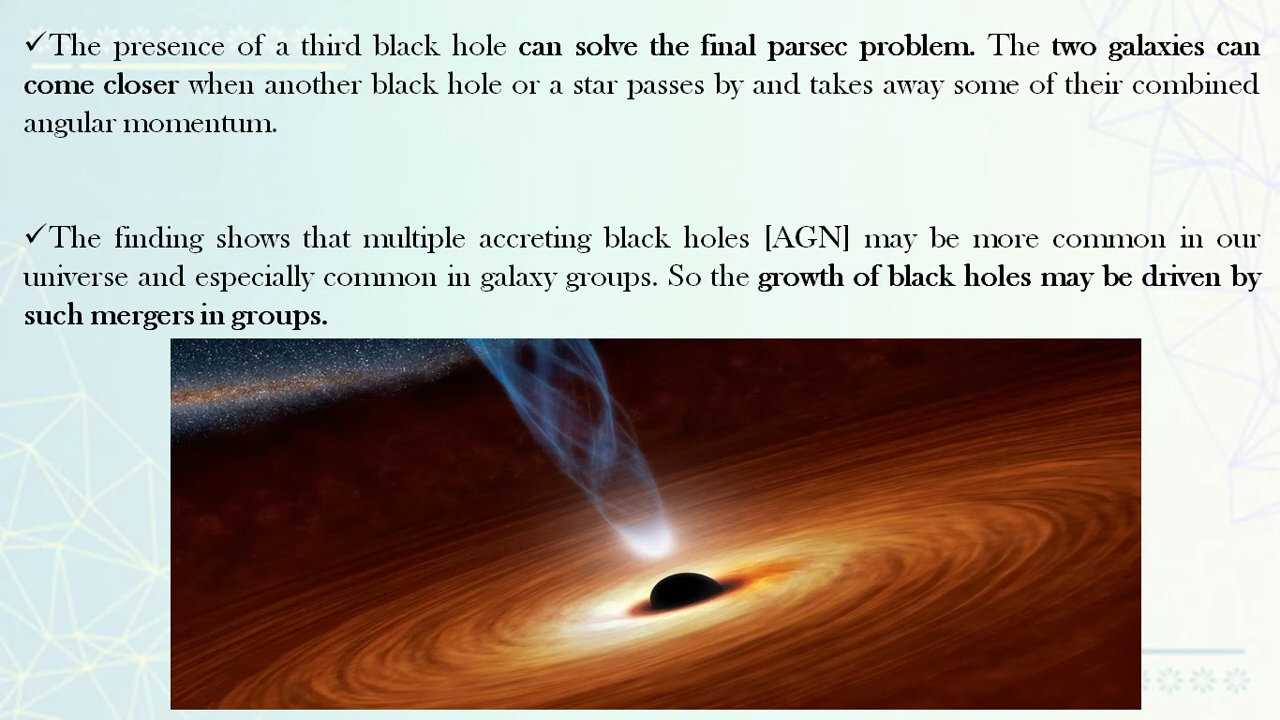 ✓The presence of a third black hole can solve the final parsec problem. The two galaxies can
come closer when another black hole or a star passes by and takes away some of their combined
angular momentum.
✓The finding shows that multiple accreting black holes [AGN] may be more common in our
universe and especially common in galaxy groups. So the growth of black holes may be driven by
such mergers in groups.